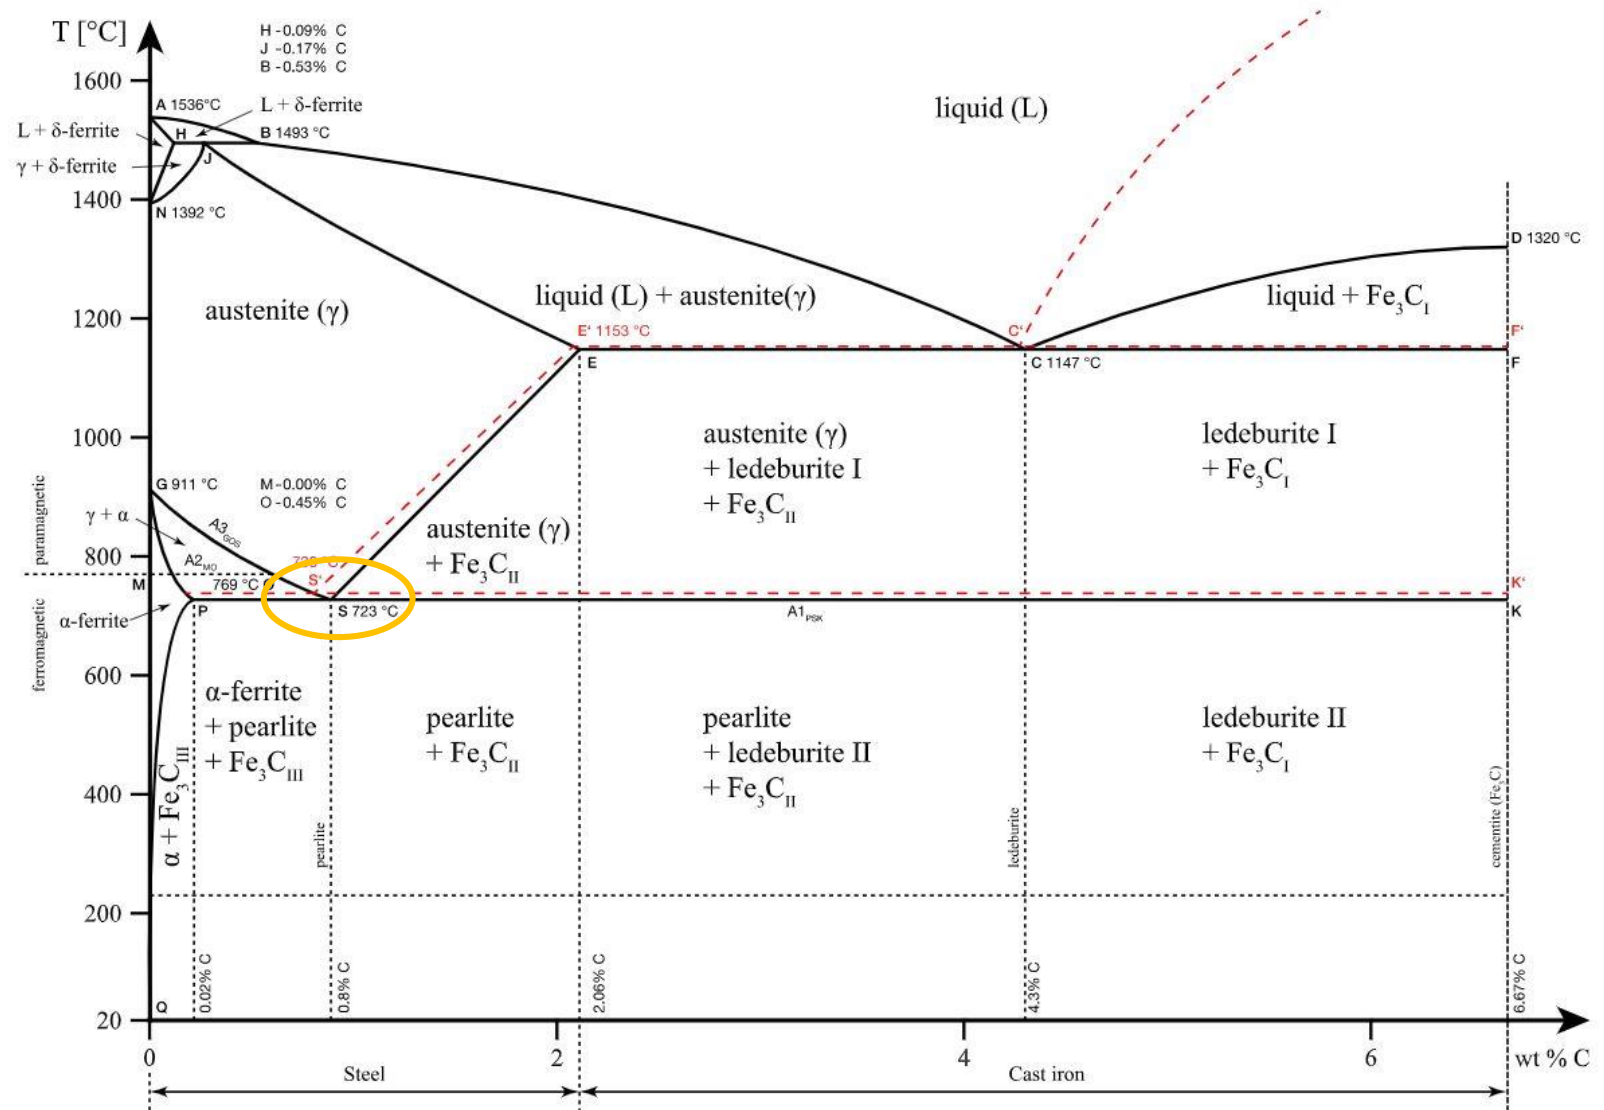 T [°C]
H -0.09% C
J -0.17% C
B -0.53% C
1600
A 1536°C
L + δ-ferrite
L + δ-ferrite
H
B 1493 °C
γ + δ-ferrite
J
1400
N 1392 °C
liquid (L)
D 1320 °C
austenite (γ)
liquid (L) + austenite(γ)
liquid + Fe3CI
1200
E' 1153 °C
C'
F'
E
C 1147 °C
F
1000
austenite (γ)
+ ledeburite I
+ Fe3CII
ledeburite I
+ Fe3CI
G 911 °C
M -0.00% C
O -0.45% C
paramagnetic
γ + α
A3GOS
austenite (γ)
+ Fe3CII
800
A2MO
M
769 °C
S'
K'
ferromagnetic
α-ferrite
P
S 723 °C
A1PSK
K
600
α-ferrite
+ pearlite
+ Fe3CIII
pearlite
+ Fe3CII
pearlite
+ ledeburite II
+ Fe3CII
ledeburite II
+ Fe3CI
400
α + Fe3CIII
pearlite
ledeburite
cementite (Fe3C)
200
Q
0.02% C
0.8% C
2.06% C
4.3% C
6.67% C
20
0
2
4
6
wt % C
Steel
Cast iron